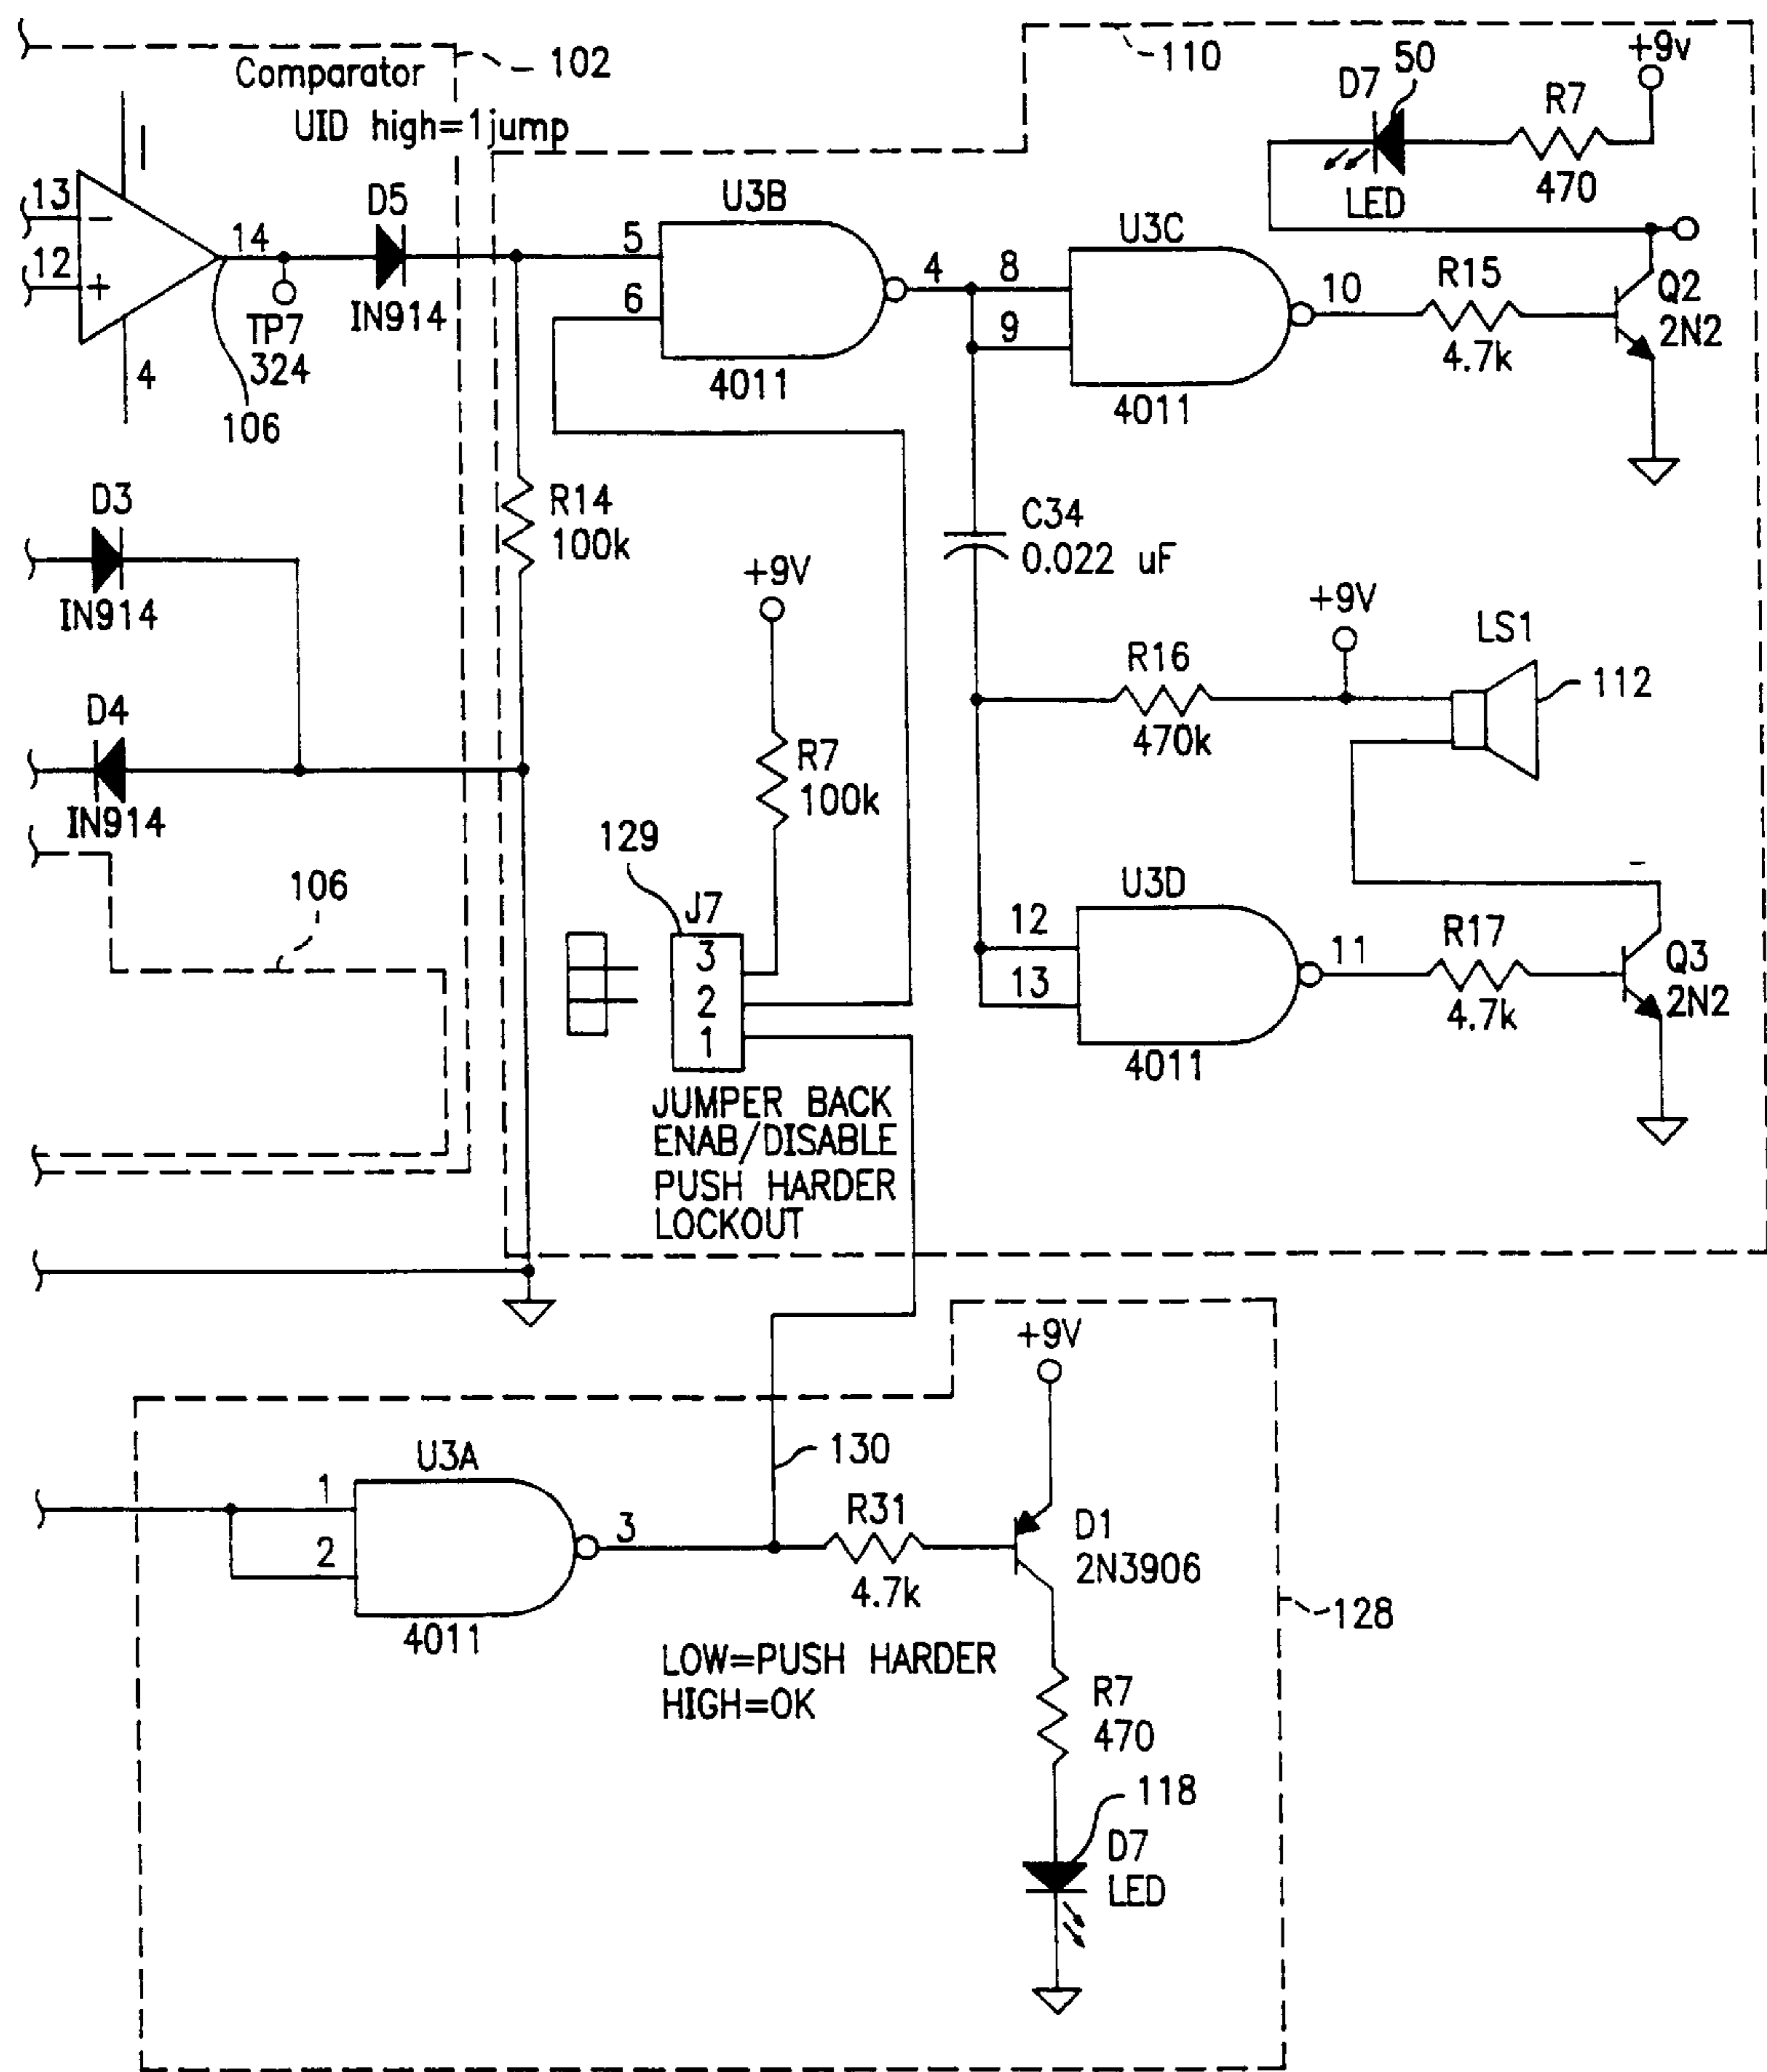 Comparator
102
UID high=1jump
110
D7
50
+9v
R7
470
LED
13
-
12
+
14
4
TP7
324
106
D5
IN914
U3B
5
6
4
4011
U3C
8
9
10
4011
R15
4.7k
Q2
2N2
D3
IN914
R14
100k
C34
0.022 uF
+9V
+9V
LS1
112
R16
470k
D4
IN914
R7
100k
129
106
J7
3
2
1
U3D
12
13
11
4011
R17
4.7k
Q3
2N2
JUMPER BACK
ENAB/DISABLE
PUSH HARDER
LOCKOUT
+9V
130
U3A
1
2
3
4011
R31
4.7k
D1
2N3906
128
LOW=PUSH HARDER
HIGH=OK
R7
470
118
D7
LED